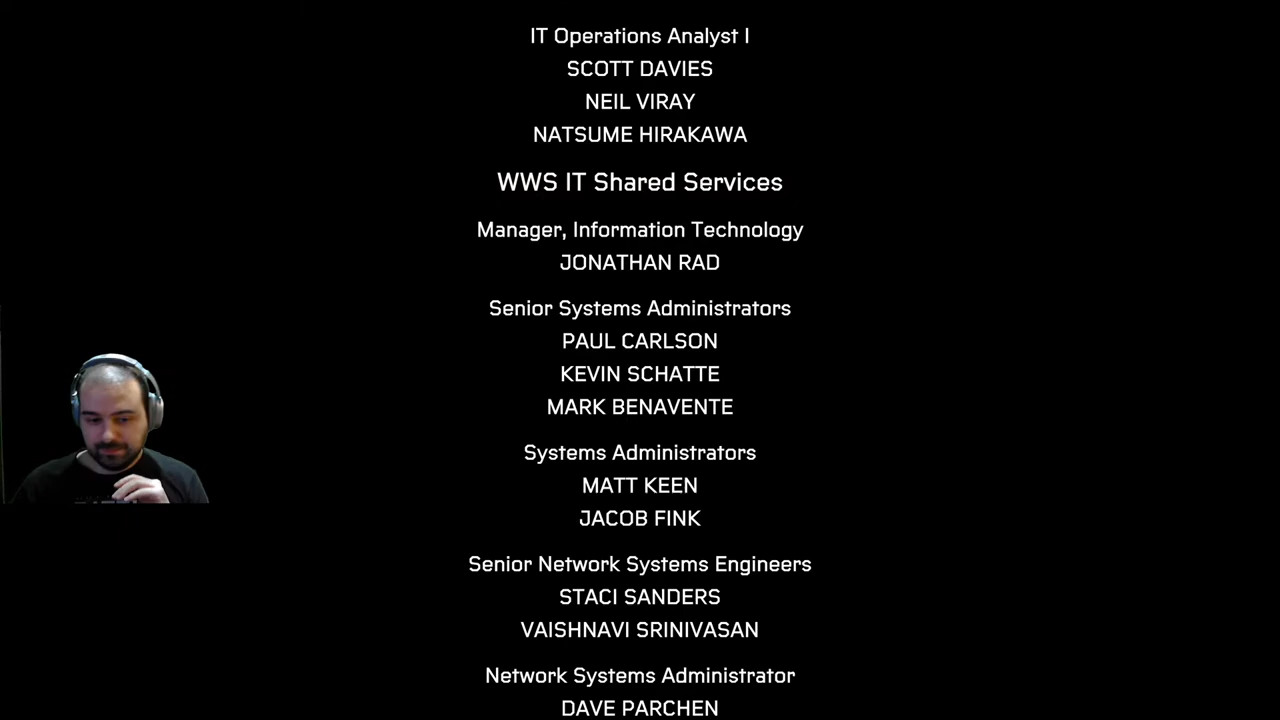 IT Operations Analyst I
SCOTT DAVIES
NEIL VIRAY
NATSUME HIRAKAWA
WWS IT Shared Services
Manager, Information Technology
JONATHAN RAD
Senior Systems Administrators
PAUL CARLSON
KEVIN SCHATTE
MARK BENAVENTE
Systems Administrators
MATT KEEN
JACOB FINK
Senior Network Systems Engineers
STACI SANDERS
VAISHNAVI SRINIVASAN
Network Systems Administrator
DAVE PARCHEN